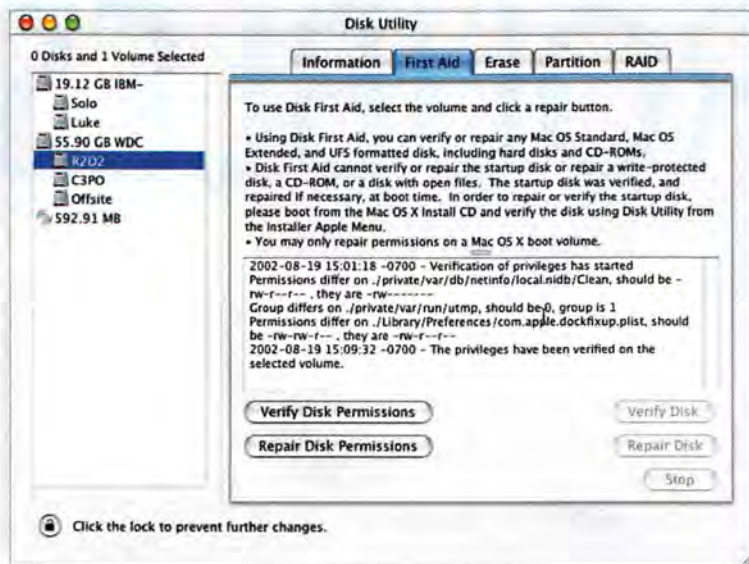 Disk Utility
0 Disks and 1 Volume Selected
19.12 GB IBM-
Solo
Luke
55.90 GB WDC
R2D2
C3PO
Offsite
592.91 MB
Information
First Aid
Erase
Partition
RAID
To use Disk First Aid, select the volume and click a repair button.
• Using Disk First Aid, you can verify or repair any Mac OS Standard, Mac OS
Extended, and UFS formatted disk, including hard disks and CD-ROMs.
• Disk First Aid cannot verify or repair the startup disk or repair a write-protected
disk, a CD-ROM, or a disk with open files. The startup disk was verified, and
repaired if necessary, at boot time. In order to repair or verify the startup disk,
please boot from the Mac OS X Install CD and verify the disk using Disk Utility from
the Installer Apple Menu.
• You may only repair permissions on a Mac OS X boot volume.
2002-08-19 15:01:18 -0700 - Verification of privileges has started
Permissions differ on ./private/var/db/netinfo/local.nidb/Clean, should be -
rw-r--r-- , they are -rw-------
Group differs on ./private/var/run/utmp, should be 0, group is 1
Permissions differ on ./Library/Preferences/com.apple.dockfixup.plist, should
be -rw-rw-r-- , they are -rw-r--r--
2002-08-19 15:09:32 -0700 - The privileges have been verified on the
selected volume.
Verify Disk Permissions
Verify Disk
Repair Disk Permissions
Repair Disk
Stop
Click the lock to prevent further changes.